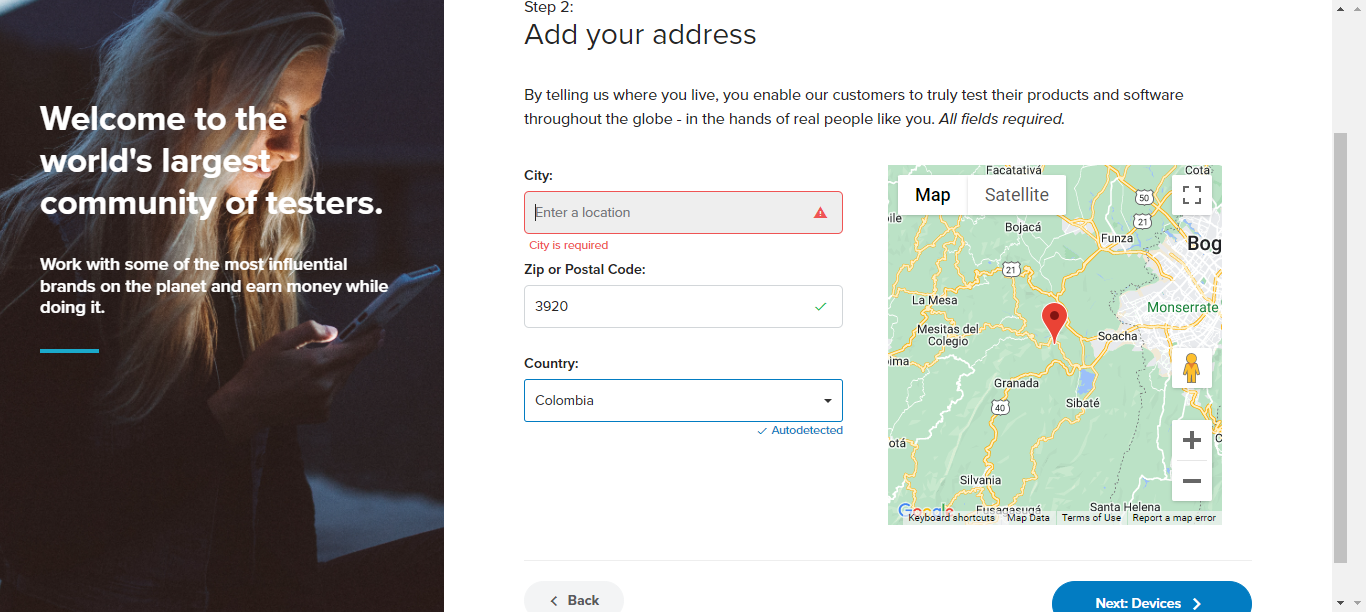 Welcome to the
world's largest
community of testers.
Work with some of the most influential
brands on the planet and earn money while
doing it.
Step 2:
Add your address
By telling us where you live, you enable our customers to truly test their products and software
throughout the globe - in the hands of real people like you. All fields required.
City:
Enter a location
City is required
Zip or Postal Code:
3920
Country:
Colombia
Autodetected
Map
Satellite
Facatativá
Cota
50
21
Bojacá
Funza
Bog
21
La Mesa
Monserrate
Mesitas del
Colegio
Soacha
Granada
Sibaté
40
Silvania
Fusagasugá
Santa Helena
Google
Keyboard shortcuts
Map Data
Terms of Use
Report a map error
Back
Next: Devices